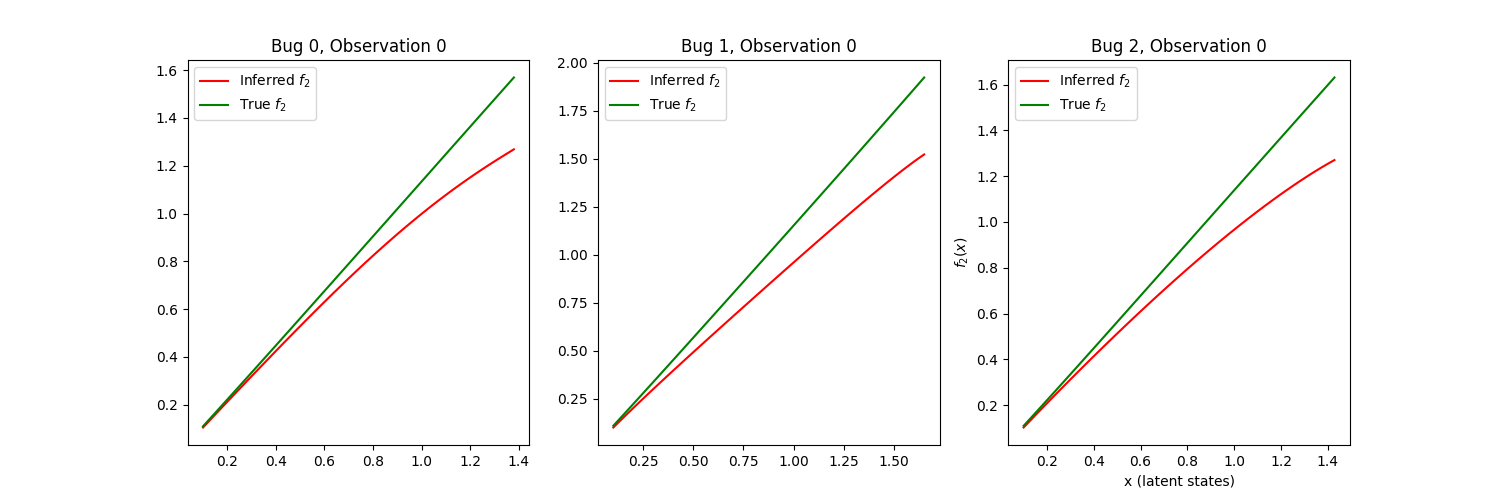 Bug 0, Observation 0
Inferred f₂
True f₂
1.6
1.4
1.2
1.0
0.8
0.6
0.4
0.2
0.2 0.4 0.6 0.8 1.0 1.2 1.4
Bug 1, Observation 0
Inferred f₂
True f₂
2.00
1.75
1.50
1.25
1.00
0.75
0.50
0.25
0.25 0.50 0.75 1.00 1.25 1.50
Bug 2, Observation 0
Inferred f₂
True f₂
f₂(x)
1.6
1.4
1.2
1.0
0.8
0.6
0.4
0.2
0.2 0.4 0.6 0.8 1.0 1.2 1.4
x (latent states)